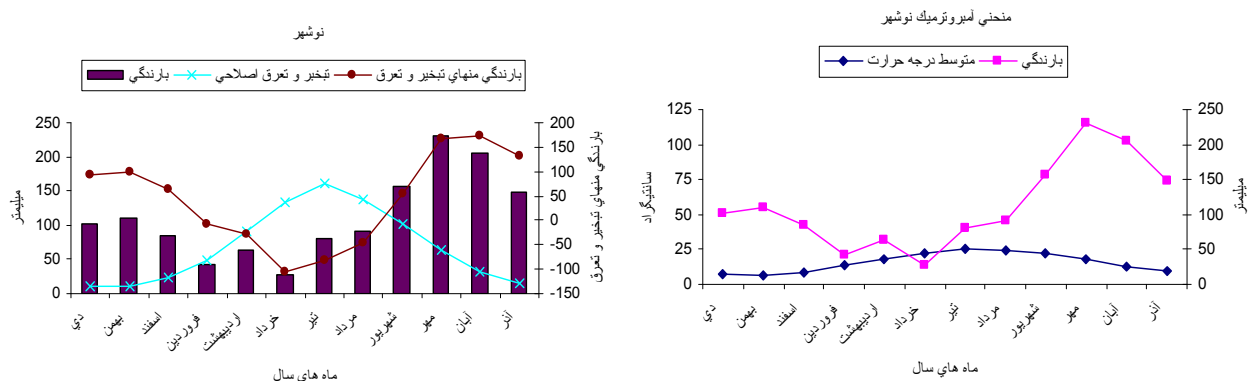 نوشهر
بارندگي
تبخير و تعرق اصلاحي
بارندگي منهاي تبخير و تعرق
ميليمتر
250
200
150
100
50
0
بارندگي منهاي تبخير و تعرق
200
150
100
50
0
-50
-100
-150
دي
بهمن
اسفند
فروردين
ارديبهشت
خرداد
تير
مرداد
شهريور
مهر
آبان
آذر
ماه هاي سال
منحني آمبروترميك نوشهر
متوسط درجه حرارت
بارندگي
سانتيگراد
125
100
75
50
25
0
ميليمتر
250
200
150
100
50
0
دي
بهمن
اسفند
فروردين
ارديبهشت
خرداد
تير
مرداد
شهريور
مهر
آبان
آذر
ماه هاي سال